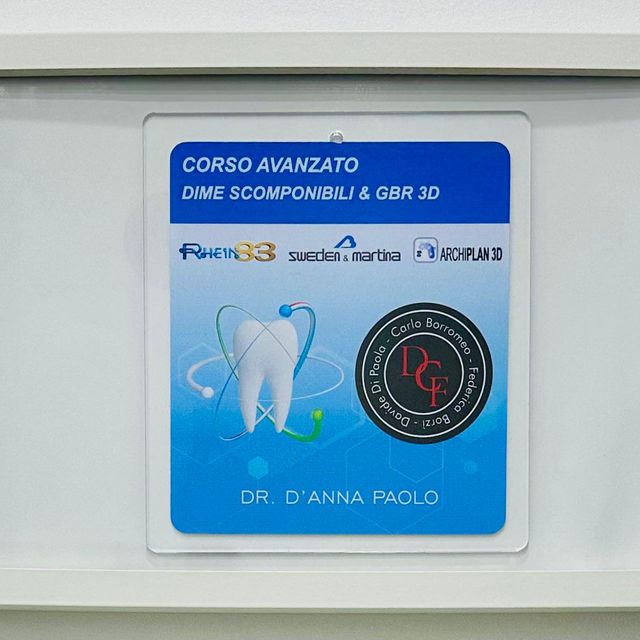 CORSO AVANZATO
DIME SCOMPONIBILI & GBR 3D
RHEIN83
sweden & martina
ARCHIPLAN 3D
Davide Di Paola - Carlo Borromeo - Federica Borzi -
DCF
DR. D'ANNA PAOLO